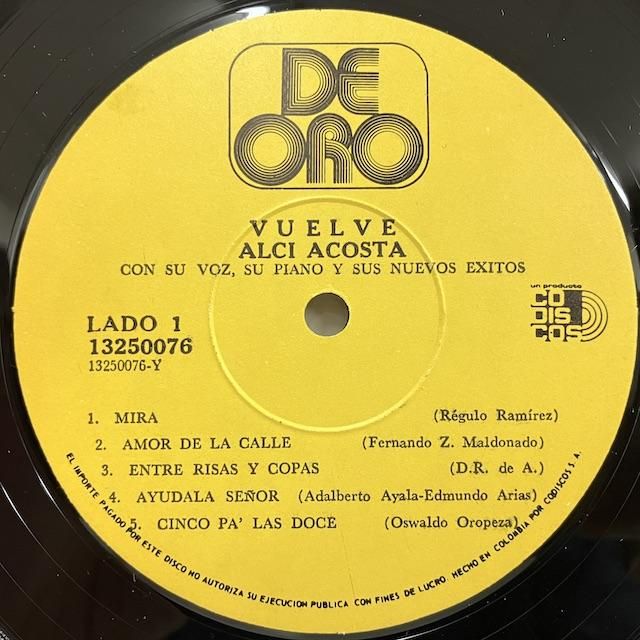 DE
ORO
VUELVE
ALCI ACOSTA
CON SU VOZ, SU PIANO Y SUS NUEVOS EXITOS
un producto
CO
DIS
COS
LADO 1
13250076
13250076-Y
1. MIRA (Régulo Ramírez)
2. AMOR DE LA CALLE (Fernando Z. Maldonado)
3. ENTRE RISAS Y COPAS (D.R. de A.)
4. AYUDALA SEÑOR (Adalberto Ayala-Edmundo Arias)
5. CINCO PA' LAS DOCE (Oswaldo Oropeza)
EL IMPORTE PAGADO POR ESTE DISCO NO AUTORIZA SU EJECUCION PUBLICA CON FINES DE LUCRO. HECHO EN COLOMBIA POR CODISCOS S. A.